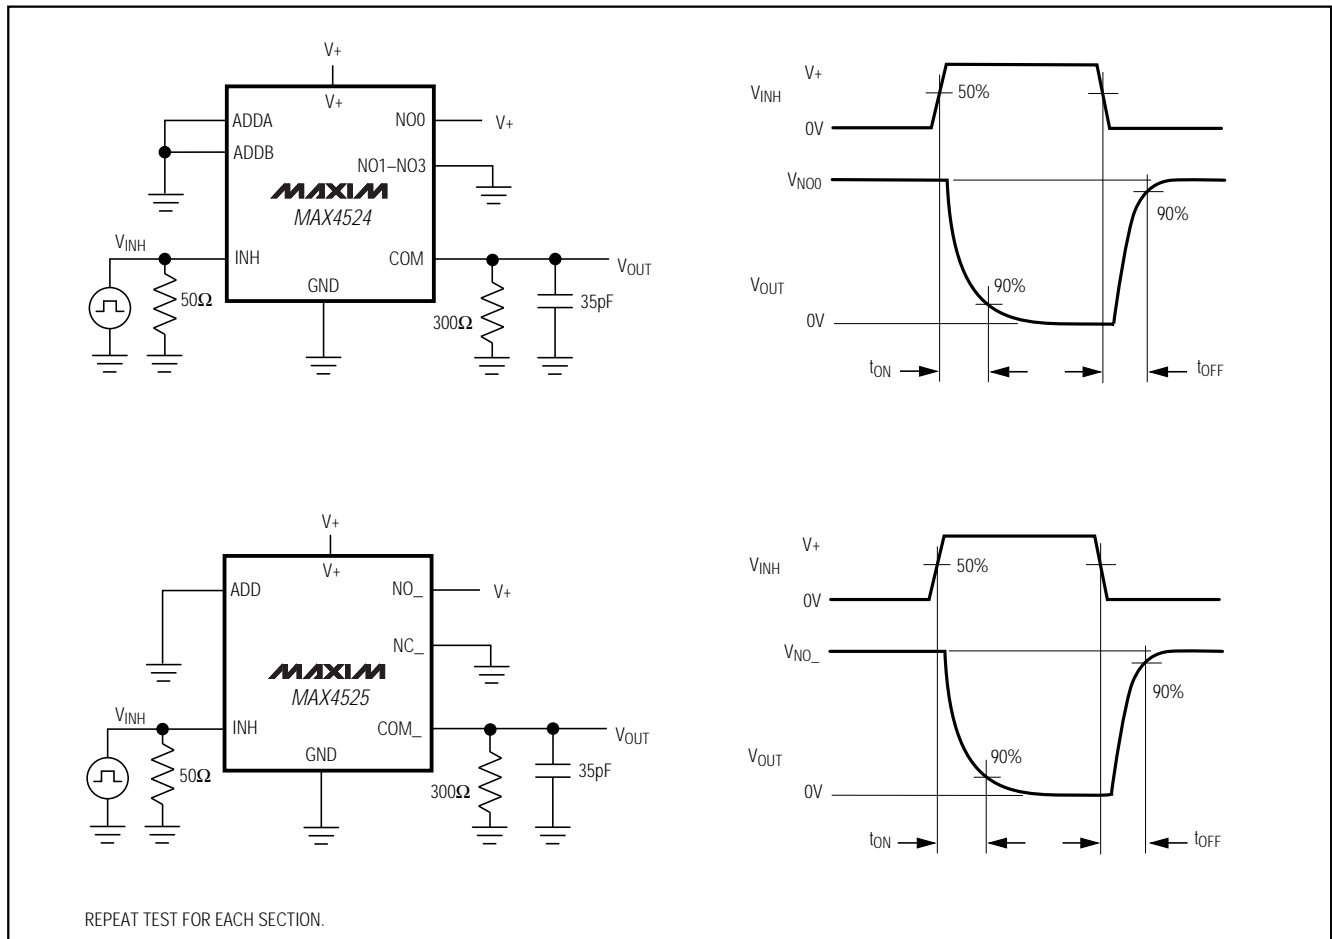 V+
V+
ADDA
ADDB
NO0
V+
NO1–NO3
MAXIM
MAX4524
VINH
INH
COM
VOUT
GND
50Ω
300Ω
35pF
V+
VINH
50%
0V
VNO0
90%
VOUT
90%
0V
tON
tOFF
V+
V+
ADD
NO_
V+
NC_
MAXIM
MAX4525
VINH
INH
COM_
VOUT
GND
50Ω
300Ω
35pF
V+
VINH
50%
0V
VNO_
90%
VOUT
90%
0V
tON
tOFF
REPEAT TEST FOR EACH SECTION.